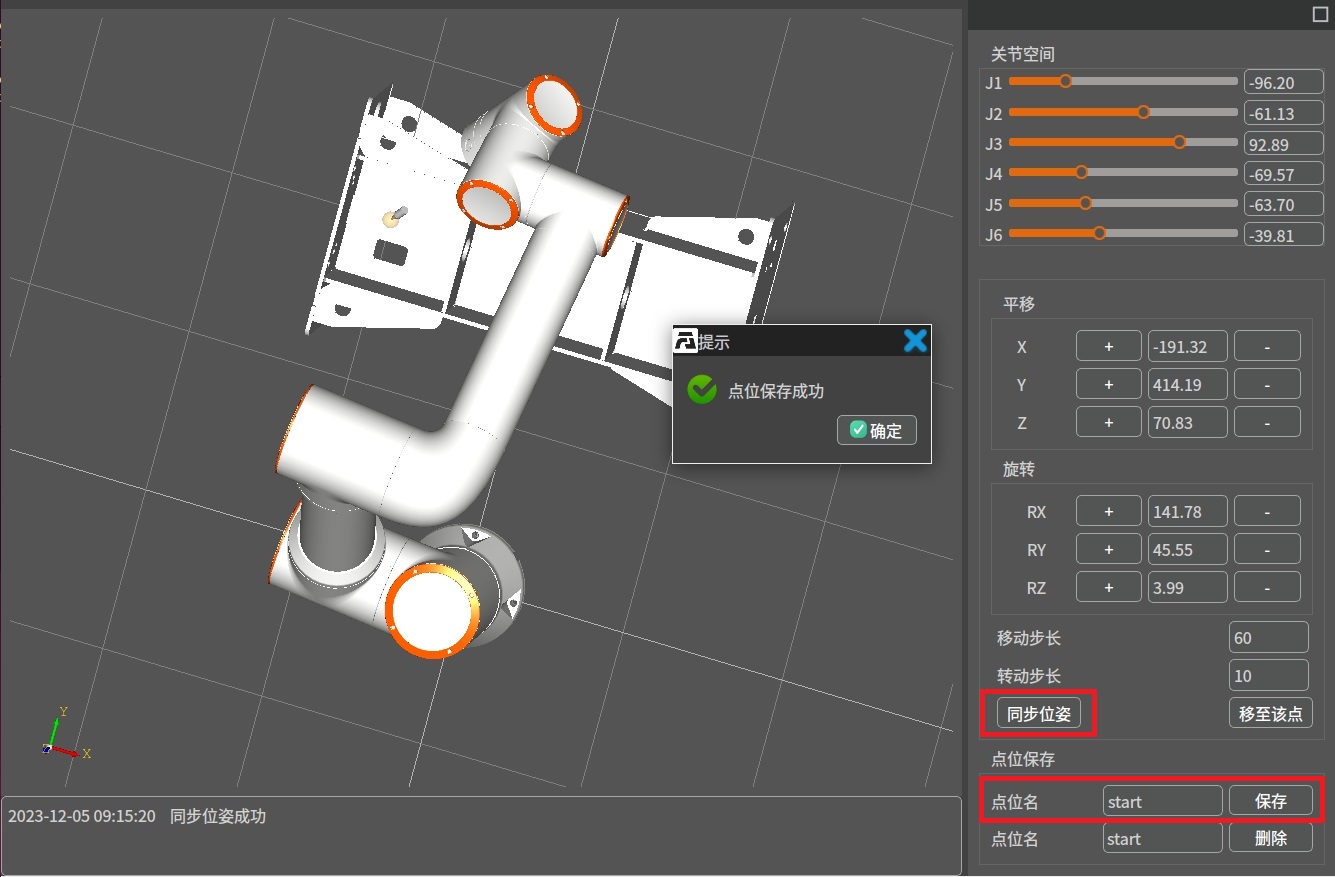 关节空间
J1 -96.20
J2 -61.13
J3 92.89
J4 -69.57
J5 -63.70
J6 -39.81
平移
X + -191.32 -
Y + 414.19 -
Z + 70.83 -
旋转
RX + 141.78 -
RY + 45.55 -
RZ + 3.99 -
移动步长 60
转动步长 10
同步位姿 移至该点
点位保存
点位名 start 保存
点位名 start 删除
提示
点位保存成功
确定
Y
X
2023-12-05 09:15:20 同步位姿成功